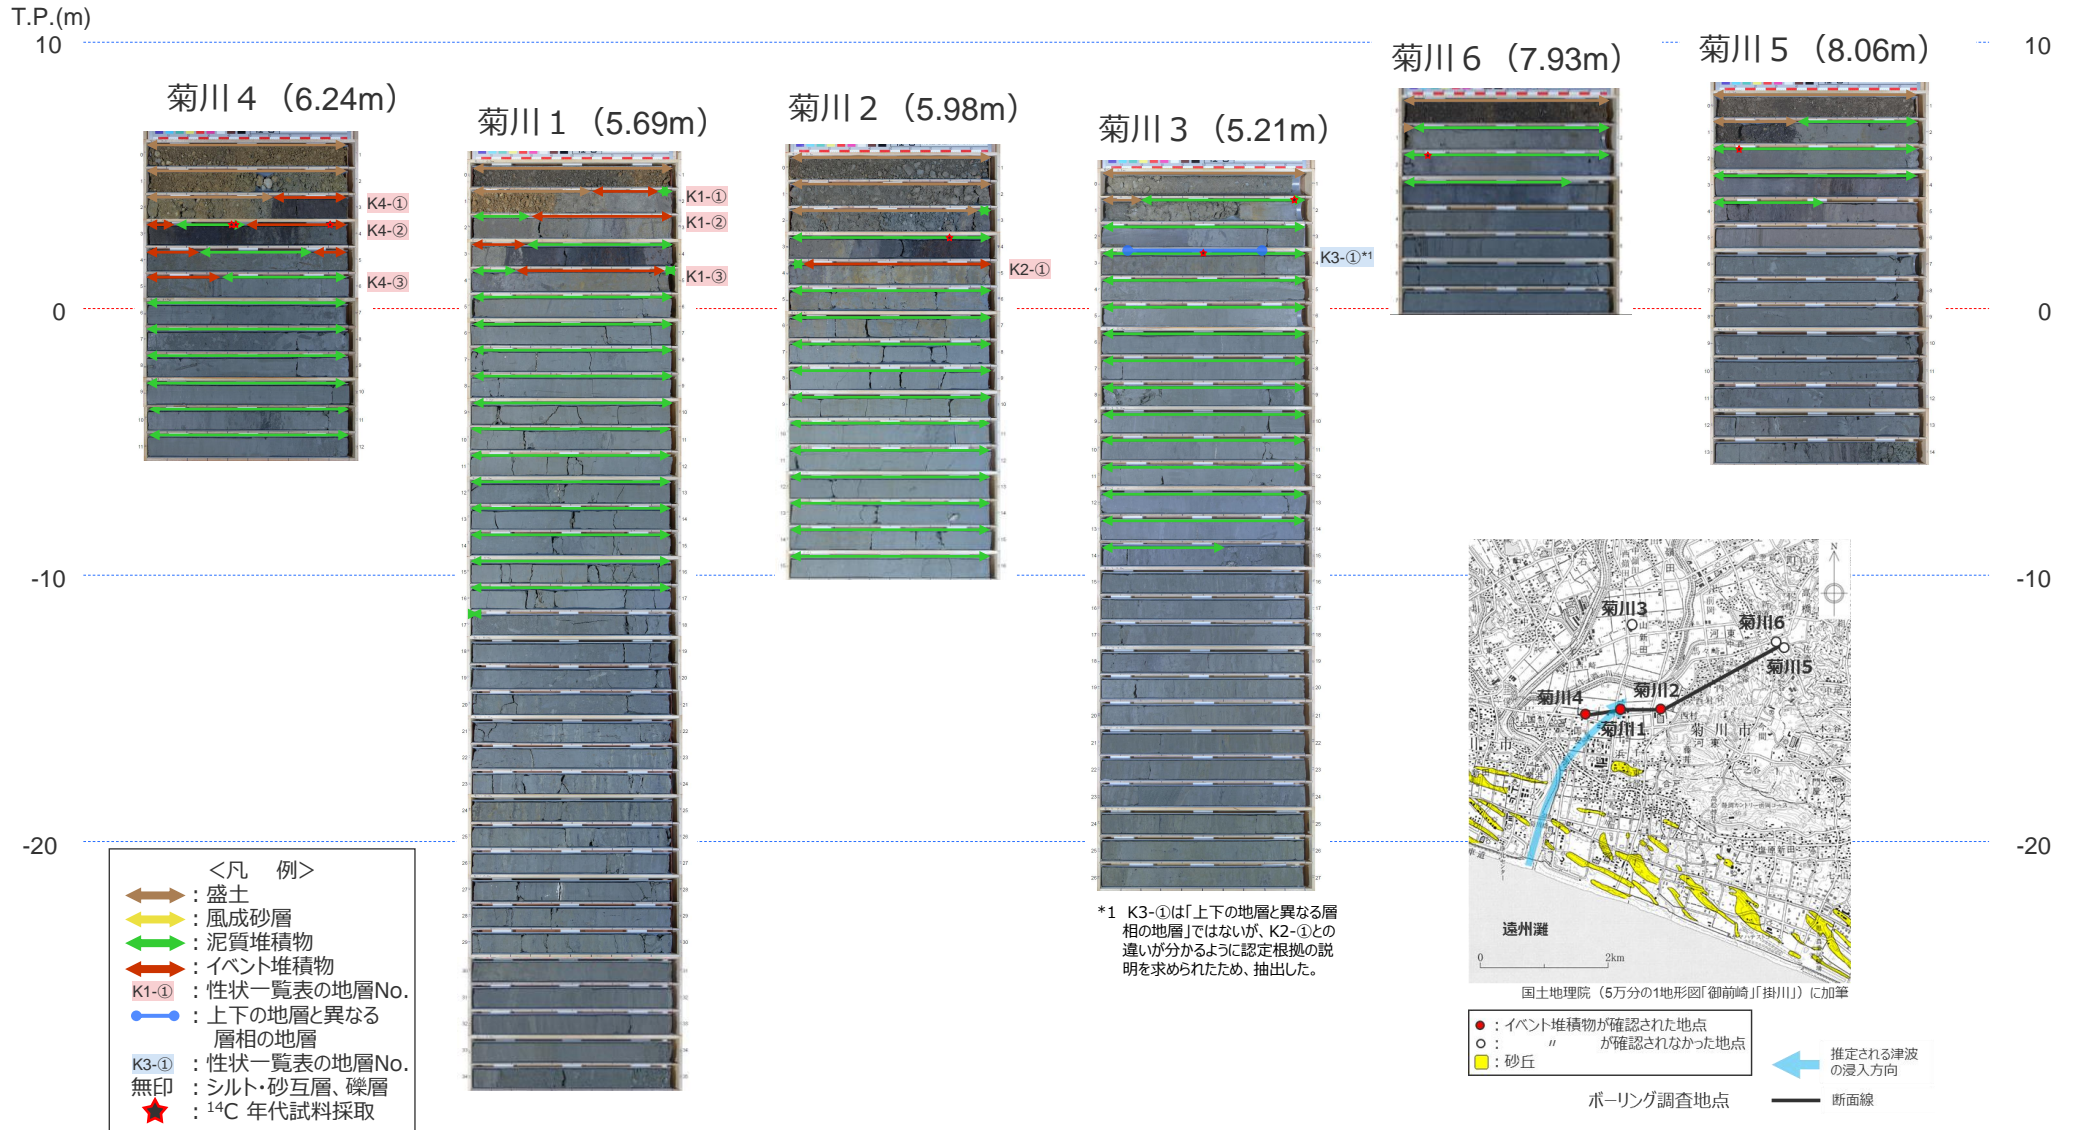 T.P.(m)
10
10
菊川４（6.24m）
菊川１（5.69m）
菊川２（5.98m）
菊川３（5.21m）
菊川６（7.93m）
菊川５（8.06m）
K4-①
K4-②
K4-③
K1-①
K1-②
K1-③
K2-①
K3-①*1
0
0
-10
-10
-20
-20
＜凡　例＞
：盛土
：風成砂層
：泥質堆積物
：イベント堆積物
K1-①：性状一覧表の地層No.
：上下の地層と異なる
層相の地層
K3-①：性状一覧表の地層No.
無印：シルト・砂互層、礫層
：14C 年代試料採取
*1 K3-①は「上下の地層と異なる層
相の地層」ではないが、K2-①との
違いが分かるように認定根拠の説
明を求められたため、抽出した。
N
菊川3
菊川6
菊川5
菊川4
菊川2
菊川1
菊川市
遠州灘
0
2km
国土地理院（5万分の1地形図「御前崎」「掛川」）に加筆
：イベント堆積物が確認された地点
：　〃　が確認されなかった地点
：砂丘
推定される津波
の浸入方向
ボーリング調査地点
断面線